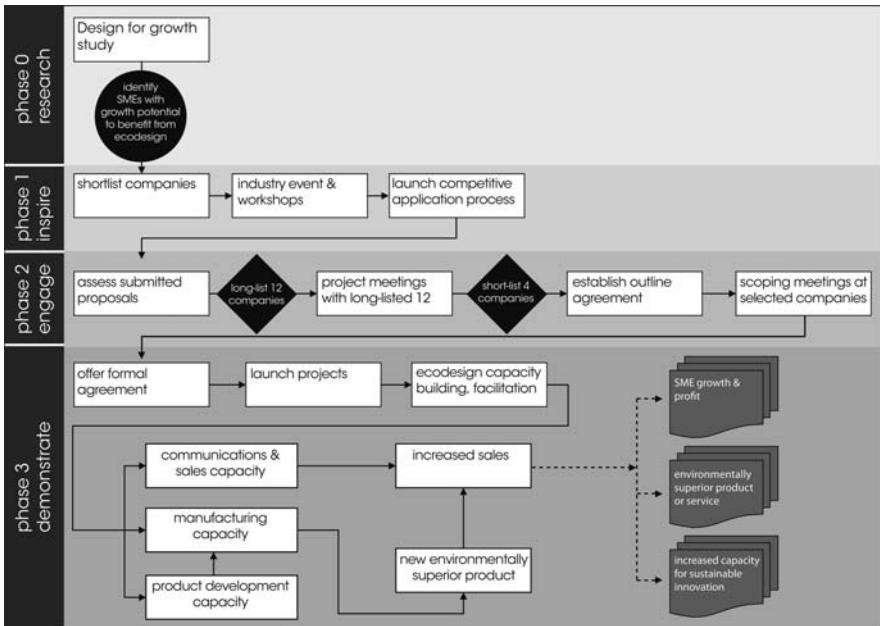 phase 0
research
Design for growth
study
identify
SMEs with
growth potential
to benefit from
ecodesign
phase 1
inspire
shortlist companies
industry event &
workshops
launch competitive
application process
phase 2
engage
assess submitted
proposals
long-list 12
companies
project meetings
with long-listed 12
short-list 4
companies
establish outline
agreement
scoping meetings at
selected companies
phase 3
demonstrate
offer formal
agreement
launch projects
ecodesign capacity
building, facilitation
SME growth &
profit
communications &
sales capacity
increased sales
environmentally
superior product
or service
manufacturing
capacity
new environmentally
superior product
product development
capacity
increased capacity
for sustainable
innovation